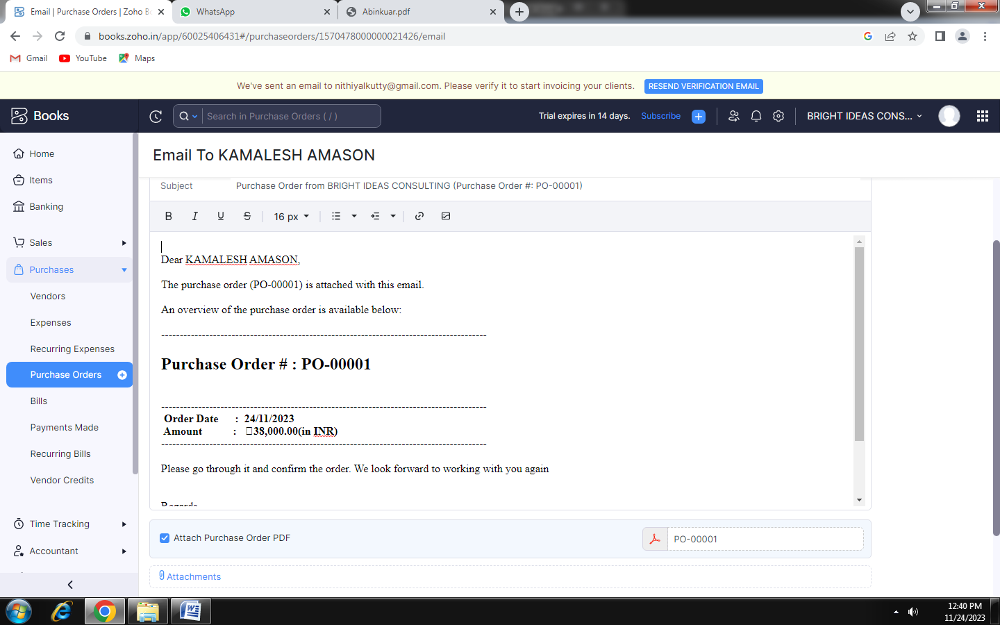 Email | Purchase Orders | Zoho Bo
WhatsApp
Abinkuar.pdf
books.zoho.in/app/60025406431#/purchaseorders/1570478000000021426/email
Gmail
YouTube
Maps
We've sent an email to nithiyalkutty@gmail.com. Please verify it to start invoicing your clients. RESEND VERIFICATION EMAIL
Books
Search in Purchase Orders ( / )
Trial expires in 14 days. Subscribe
BRIGHT IDEAS CONS...
Home
Items
Banking
Sales
Purchases
Vendors
Expenses
Recurring Expenses
Purchase Orders
Bills
Payments Made
Recurring Bills
Vendor Credits
Time Tracking
Accountant
Email To KAMALESH AMASON
Subject Purchase Order from BRIGHT IDEAS CONSULTING (Purchase Order #: PO-00001)
B I U S 16 px
Dear KAMALESH AMASON,
The purchase order (PO-00001) is attached with this email.
An overview of the purchase order is available below:
----------------------------------------------------------------------------------------
Purchase Order # : PO-00001
----------------------------------------------------------------------------------------
Order Date : 24/11/2023
Amount : 38,000.00(in INR)
----------------------------------------------------------------------------------------
Please go through it and confirm the order. We look forward to working with you again
Regards
Attach Purchase Order PDF
PO-00001
Attachments
12:40 PM
11/24/2023